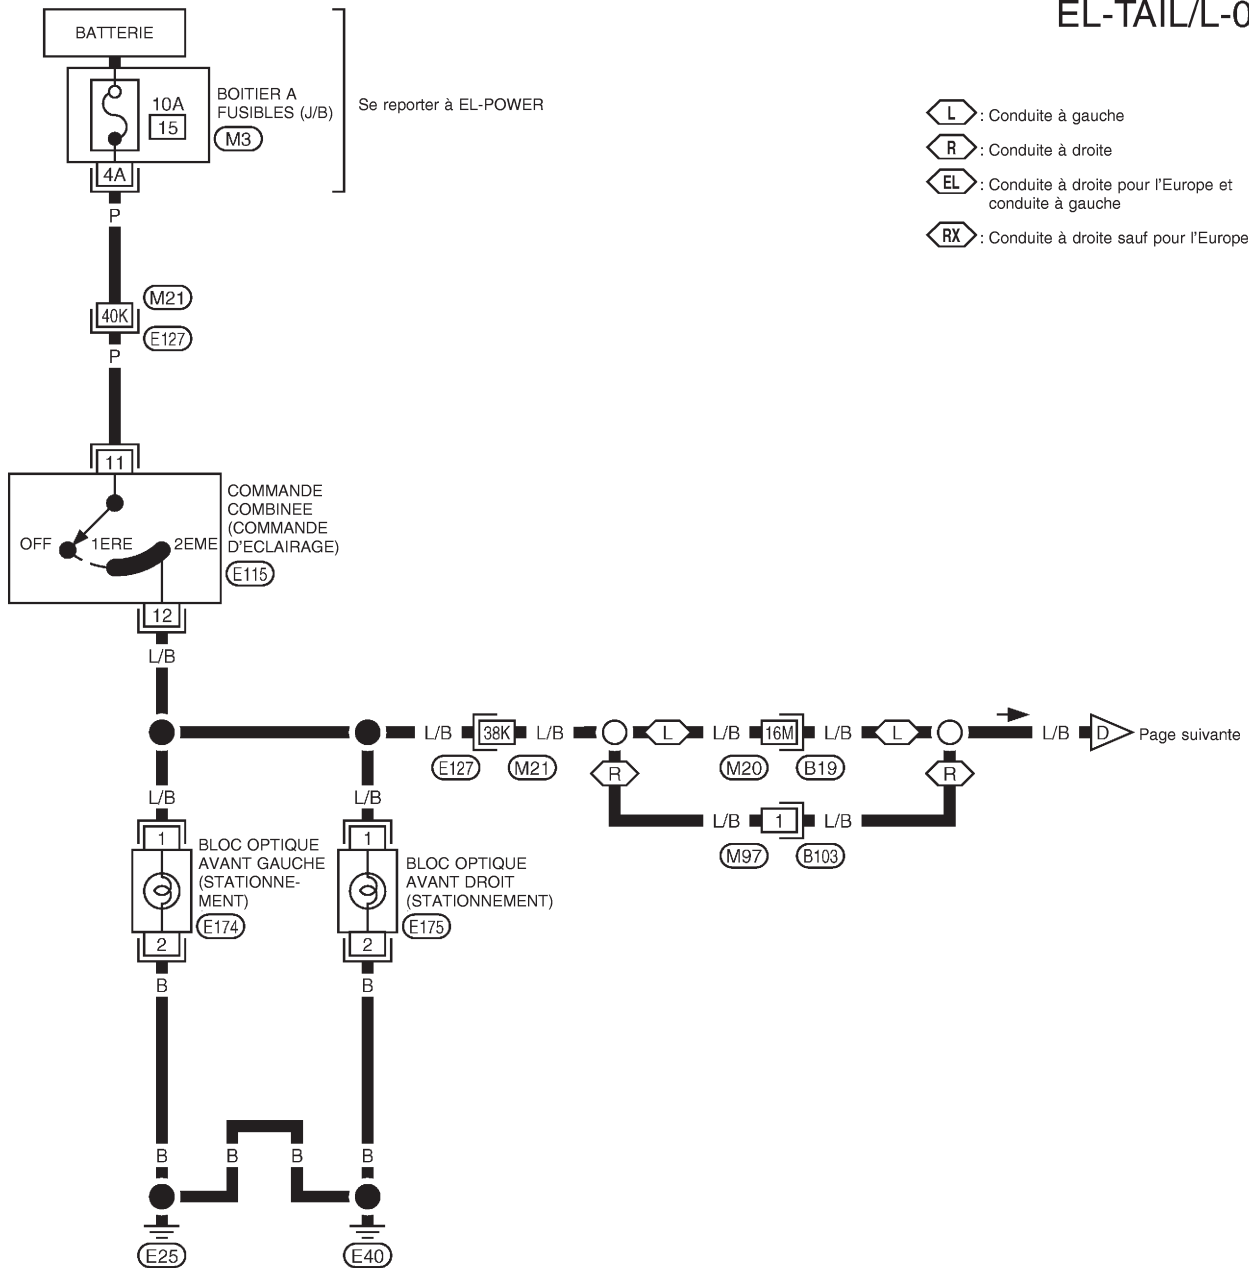 EL-TAIL/L-0
BATTERIE
10A
15
BOITIER A
FUSIBLES (J/B)
M3
Se reporter à EL-POWER
4A
P
L : Conduite à gauche
R : Conduite à droite
EL : Conduite à droite pour l'Europe et
conduite à gauche
RX : Conduite à droite sauf pour l'Europe
M21
40K
E127
P
11
OFF
1ERE
2EME
COMMANDE
COMBINEE
(COMMANDE
D'ECLAIRAGE)
E115
12
L/B
L/B 38K L/B L L/B 16M L/B L L/B D Page suivante
E127 M21 M20 B19
R R
L/B L/B
L/B 1 L/B
M97 B103
1
BLOC OPTIQUE
AVANT GAUCHE
(STATIONNE-
MENT)
E174
2
1
BLOC OPTIQUE
AVANT DROIT
(STATIONNEMENT)
E175
2
B B
B B B B
E25 E40